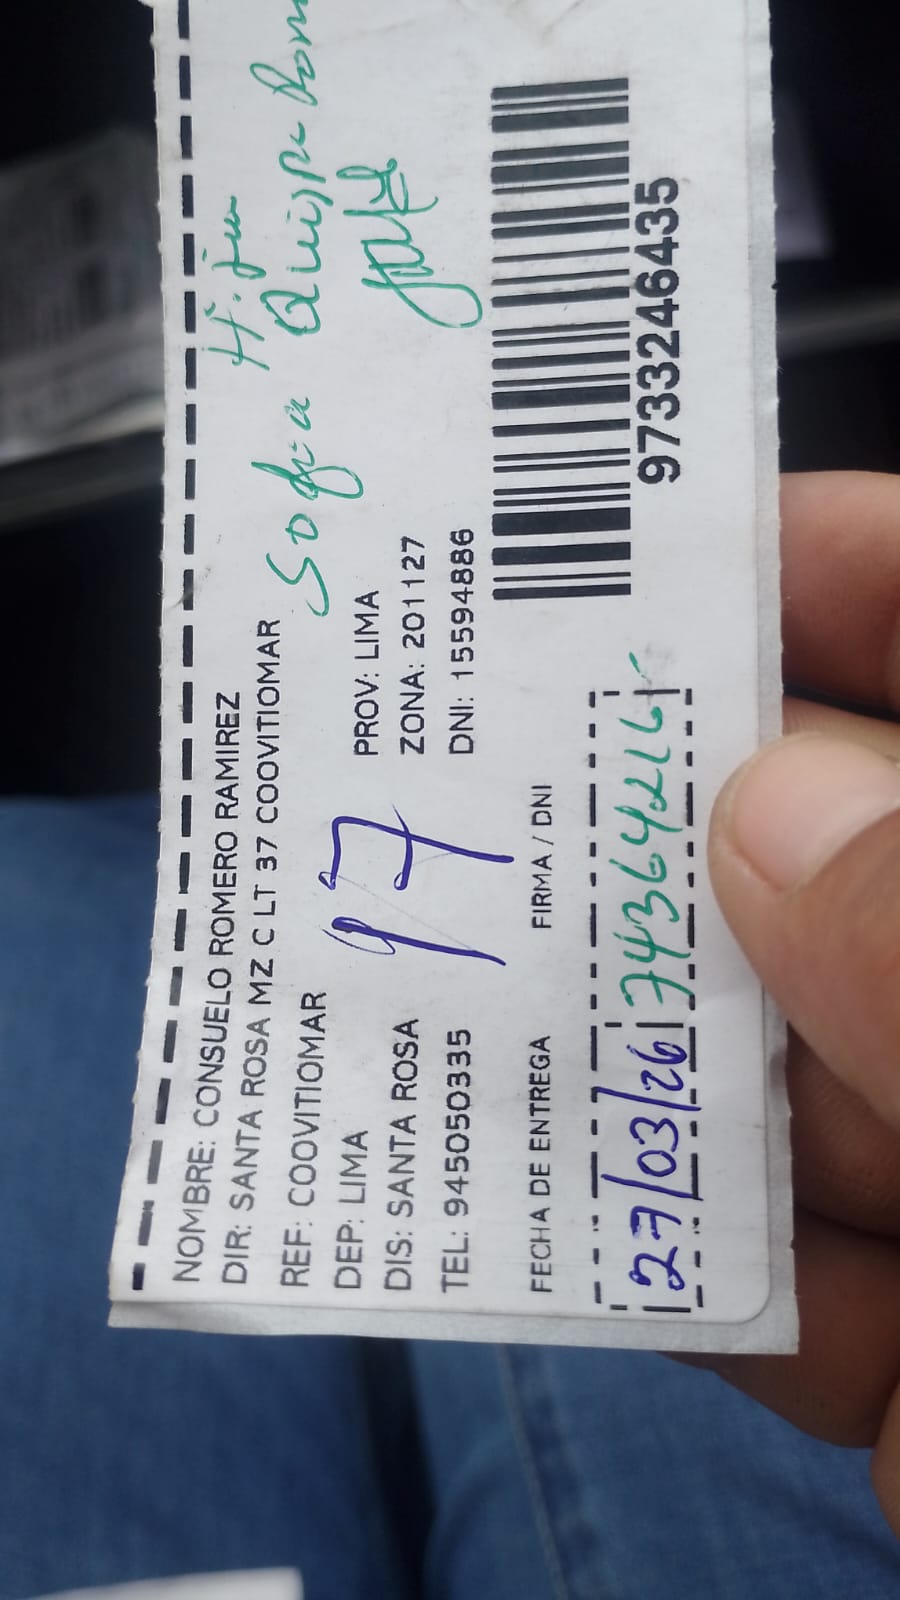 NOMBRE: CONSUELO ROMERO RAMIREZ
DIR: SANTA ROSA MZ C LT 37 COOVITIOMAR
REF: COOVITIOMAR
DEP: LIMA
PROV: LIMA
DIS: SANTA ROSA
ZONA: 201127
TEL: 945050335
DNI: 15594886
97
Hija
Sofia Quispe Rom
FECHA DE ENTREGA
FIRMA / DNI
27/03/26
74364216
9733246435